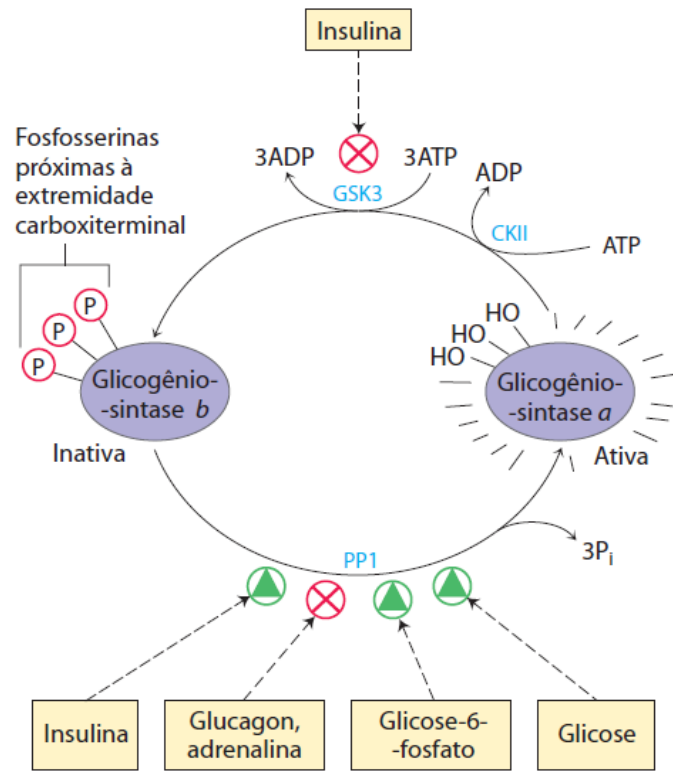 Insulina
Fosfosserinas
próximas à
extremidade
carboxiterminal
3ADP
3ATP
GSK3
ADP
CKII
ATP
P
P
P
HO
HO
HO
Glicogênio-
-sintase b
Inativa
Glicogênio-
-sintase a
Ativa
PP1
3Pi
Insulina
Glucagon,
adrenalina
Glicose-6-
-fosfato
Glicose